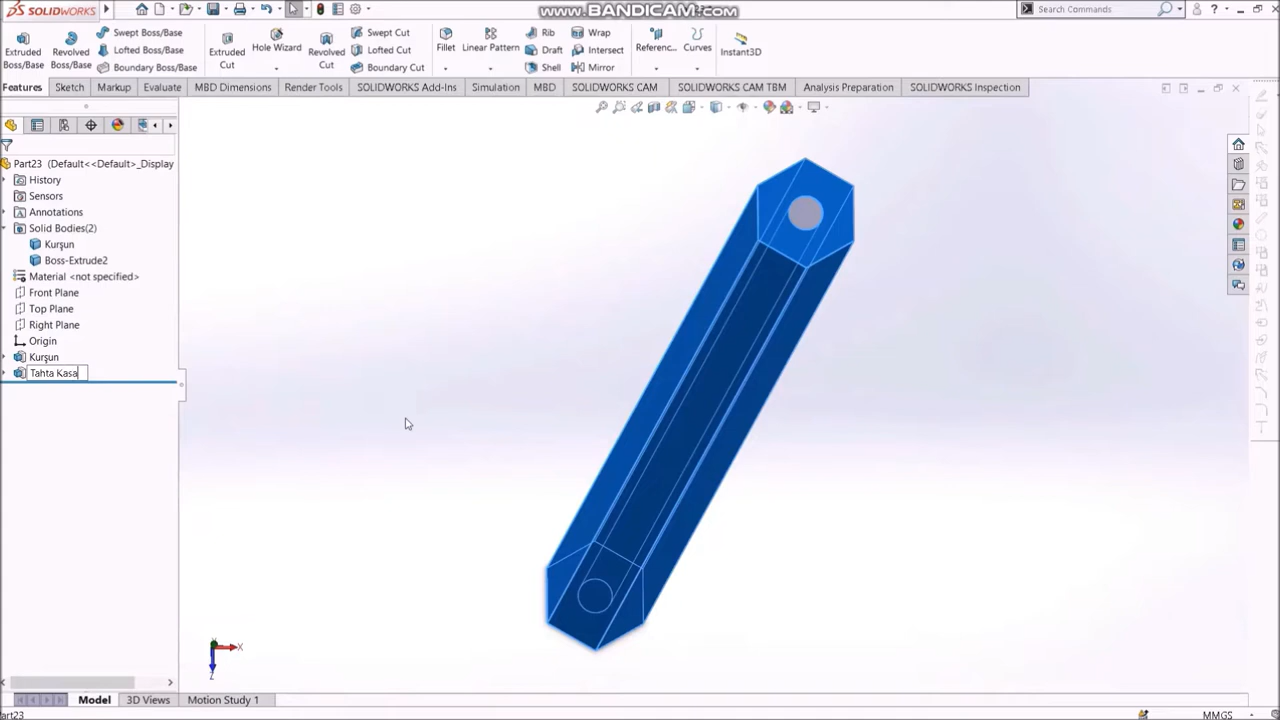 SOLIDWORKS
www.BANDICAM.com
Search Commands
Extruded Boss/Base
Revolved Boss/Base
Swept Boss/Base
Lofted Boss/Base
Boundary Boss/Base
Extruded Cut
Hole Wizard
Revolved Cut
Swept Cut
Lofted Cut
Boundary Cut
Fillet
Linear Pattern
Rib
Draft
Shell
Wrap
Intersect
Mirror
Referenc...
Curves
Instant3D
Features
Sketch
Markup
Evaluate
MBD Dimensions
Render Tools
SOLIDWORKS Add-Ins
Simulation
MBD
SOLIDWORKS CAM
SOLIDWORKS CAM TBM
Analysis Preparation
SOLIDWORKS Inspection
Part23 (Default<<Default>_Display
History
Sensors
Annotations
Solid Bodies(2)
Kurşun
Boss-Extrude2
Material <not specified>
Front Plane
Top Plane
Right Plane
Origin
Kurşun
Tahta Kasa
X
Z
Model
3D Views
Motion Study 1
art23
MMGS